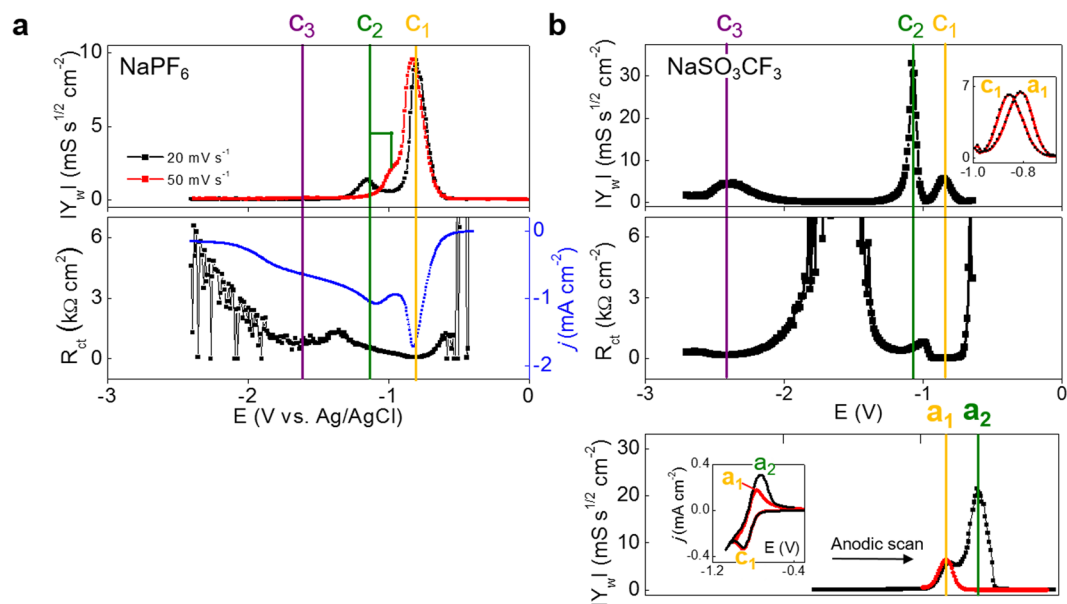 a
c3 c2 c1
NaPF6
|Yw| (mS s1/2 cm-2)
10
5
0
20 mV s-1
50 mV s-1
Rct (kΩ cm2)
6
3
0
j (mA cm-2)
0
-1
-2
-3 -2 -1 0
E (V vs. Ag/AgCl)
b
c3 c2 c1
NaSO3CF3
|Yw| (mS s1/2 cm-2)
30
20
10
0
c1 a1
7
0
-1.0 -0.8
Rct (kΩ cm2)
6
3
0
-3 -2 -1 0
E (V)
a1 a2
|Yw| (mS s1/2 cm-2)
30
20
10
0
j (mA cm-2)
0.4
0.0
-0.4
a2
a1
c1
E (V)
-1.2 -0.4
Anodic scan